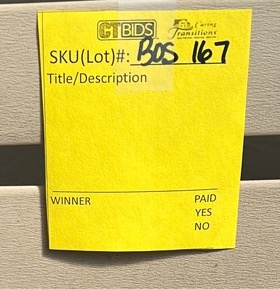 CTBIDS Caring Transitions
SKU(Lot)#: BOS 167
Title/Description
WINNER PAID
YES
NO